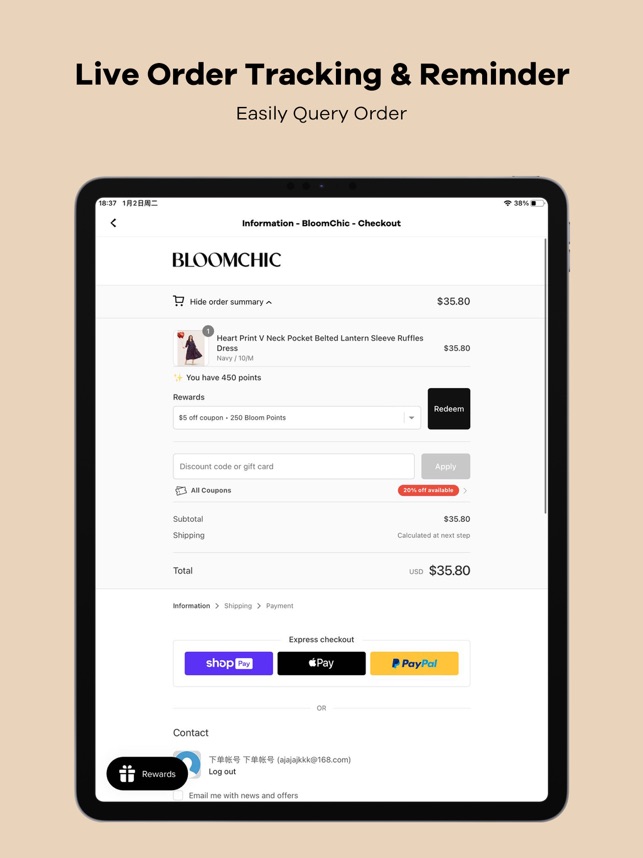 Live Order Tracking & Reminder
Easily Query Order
18:37 1月2日周二
38%
Information - BloomChic - Checkout
BLOOMCHIC
Hide order summary
$35.80
1
Heart Print V Neck Pocket Belted Lantern Sleeve Ruffles
Dress
$35.80
Navy / 10/M
You have 450 points
Rewards
$5 off coupon • 250 Bloom Points
Redeem
Discount code or gift card
Apply
All Coupons
20% off available
Subtotal
$35.80
Shipping
Calculated at next step
Total
USD $35.80
Information > Shipping > Payment
Express checkout
shop Pay
Pay
PayPal
OR
Contact
下单帐号 下单帐号 (ajajajkkk@168.com)
Log out
Rewards
Email me with news and offers